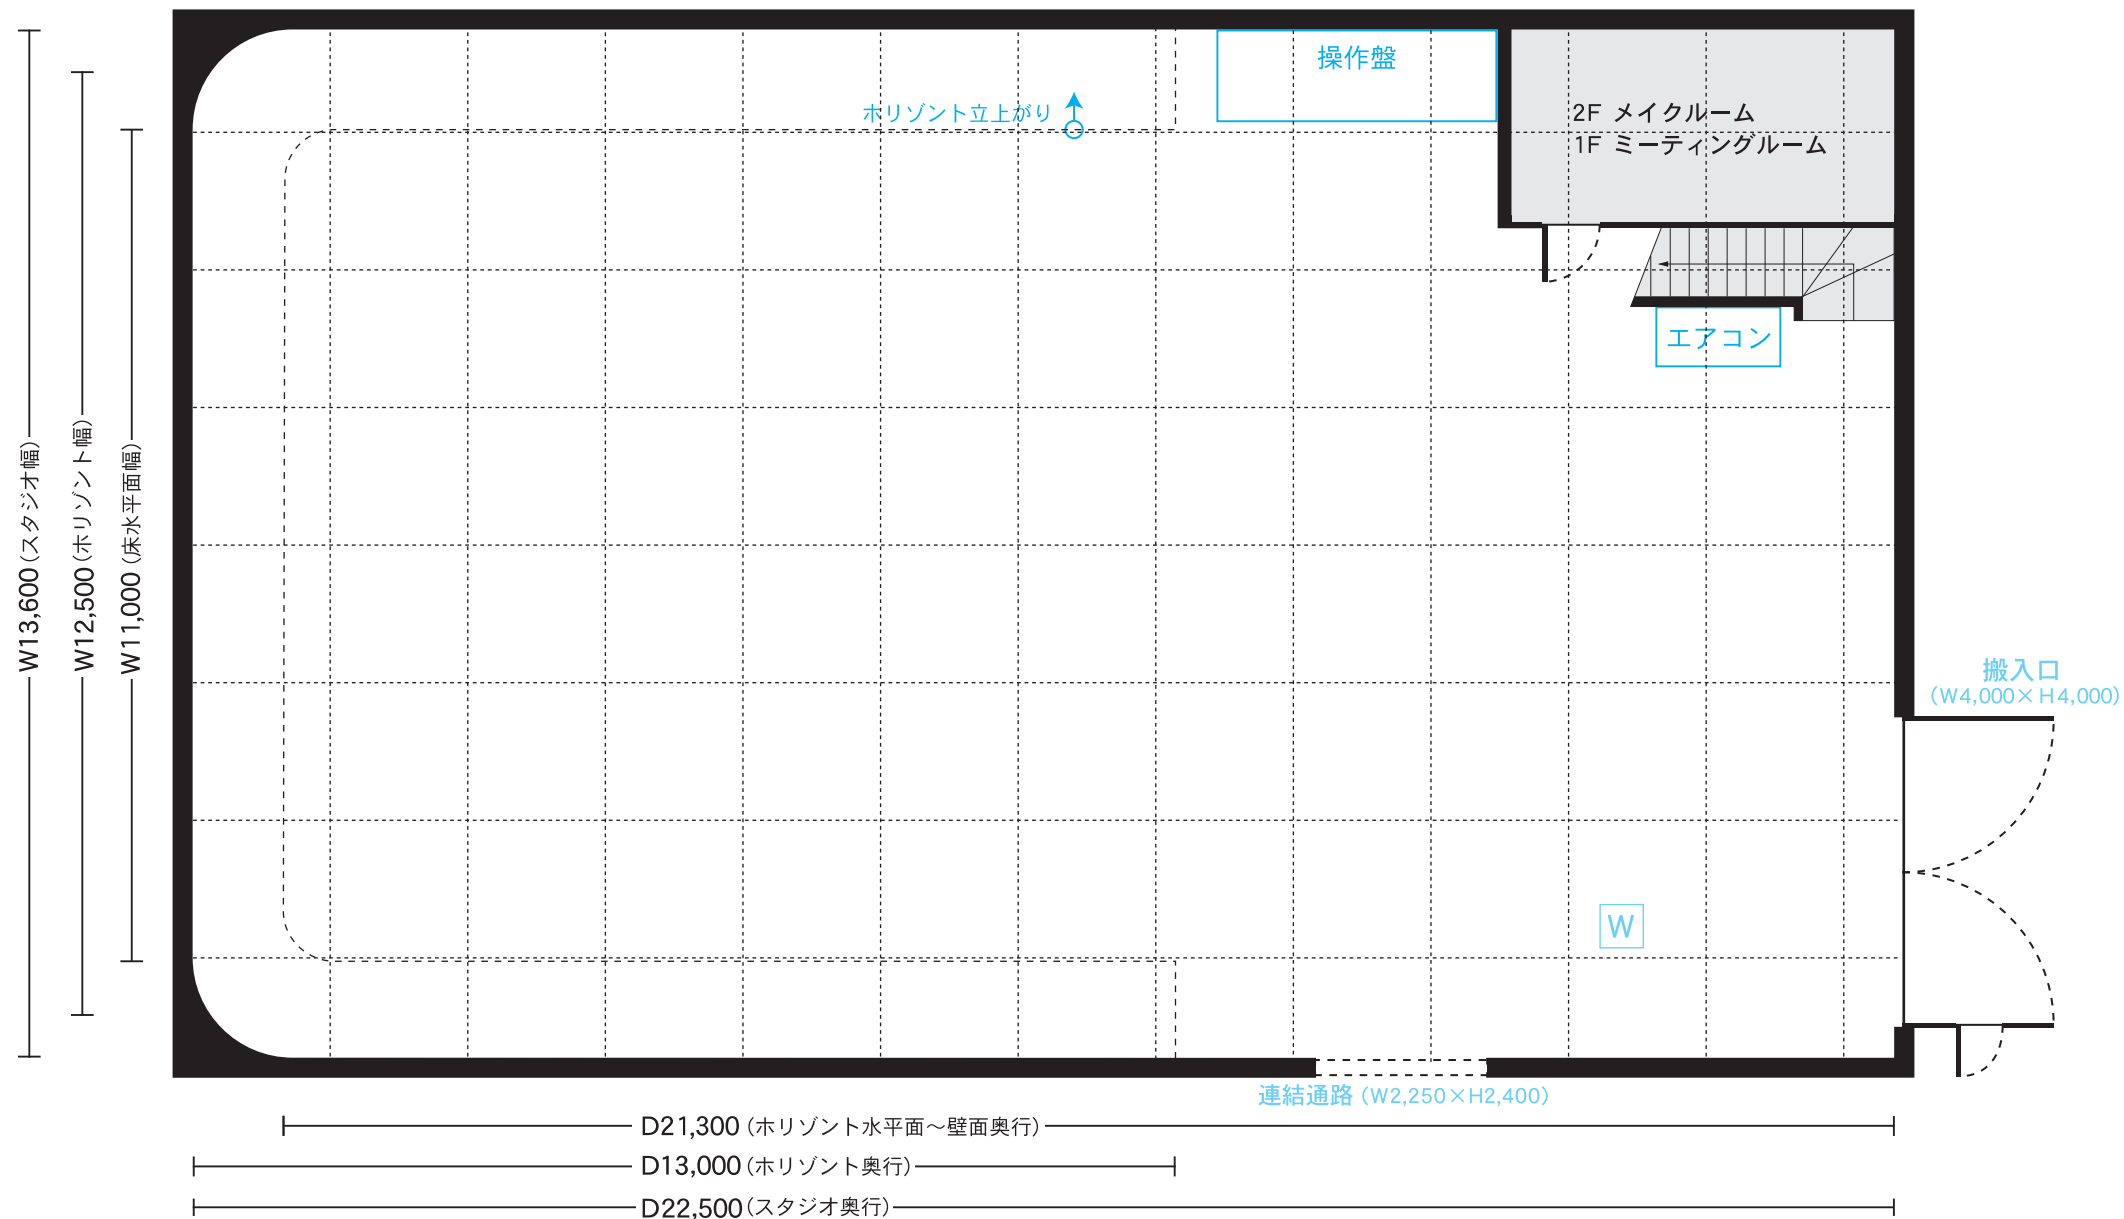 操作盤
ホリゾント立上がり
2F メイクルーム
1F ミーティングルーム
エアコン
W13,600(スタジオ幅)
W12,500(ホリゾント幅)
W11,000(床水平面幅)
搬入口
(W4,000×H4,000)
W
連結通路(W2,250×H2,400)
D21,300(ホリゾント水平面〜壁面奥行)
D13,000(ホリゾント奥行)
D22,500(スタジオ奥行)